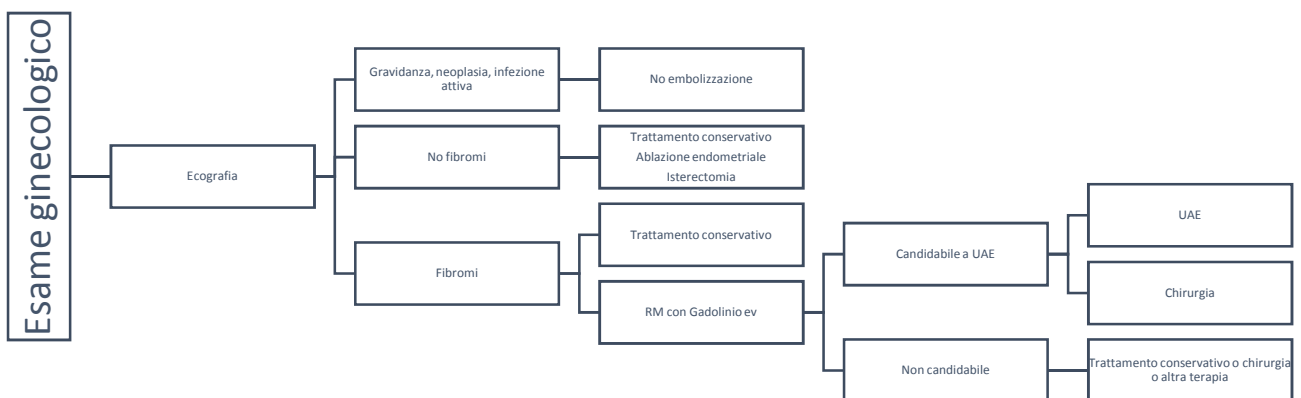 Esame ginecologico
Ecografia
Gravidanza, neoplasia, infezione
attiva
No embolizzazione
No fibromi
Trattamento conservativo
Ablazione endometriale
Isterectomia
Fibromi
Trattamento conservativo
RM con Gadolinio ev
Candidabile a UAE
UAE
Chirurgia
Non candidabile
Trattamento conservativo o chirurgia
o altra terapia